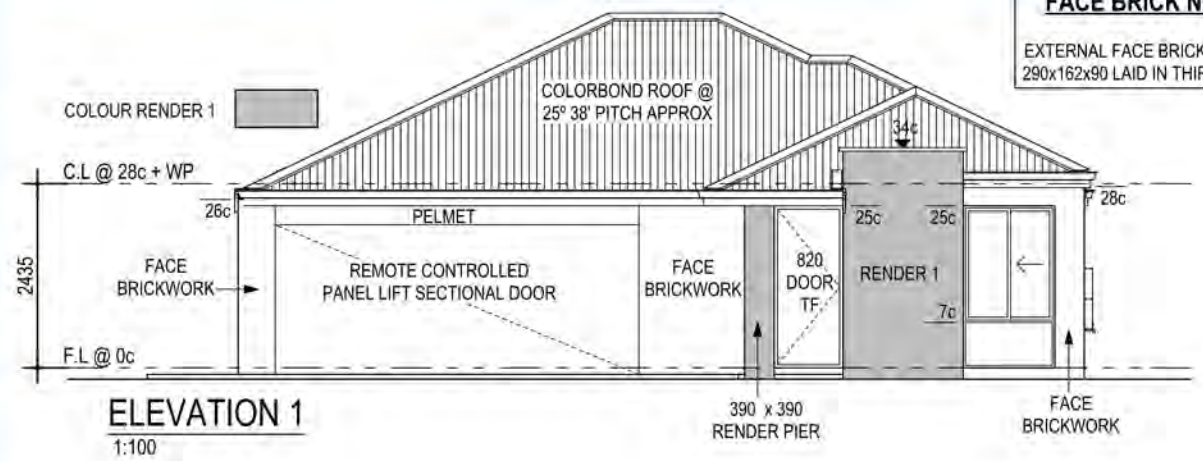 FACE BRICK N
EXTERNAL FACE BRICK
290x162x90 LAID IN THIR
COLOUR RENDER 1
COLORBOND ROOF @
25º 38' PITCH APPROX
34c
C.L @ 28c + WP
26c
28c
PELMET
25c
25c
2435
FACE
BRICKWORK
REMOTE CONTROLLED
PANEL LIFT SECTIONAL DOOR
FACE
BRICKWORK
820
DOOR
TF
RENDER 1
7c
F.L @ 0c
ELEVATION 1
1:100
390 x 390
RENDER PIER
FACE
BRICKWORK